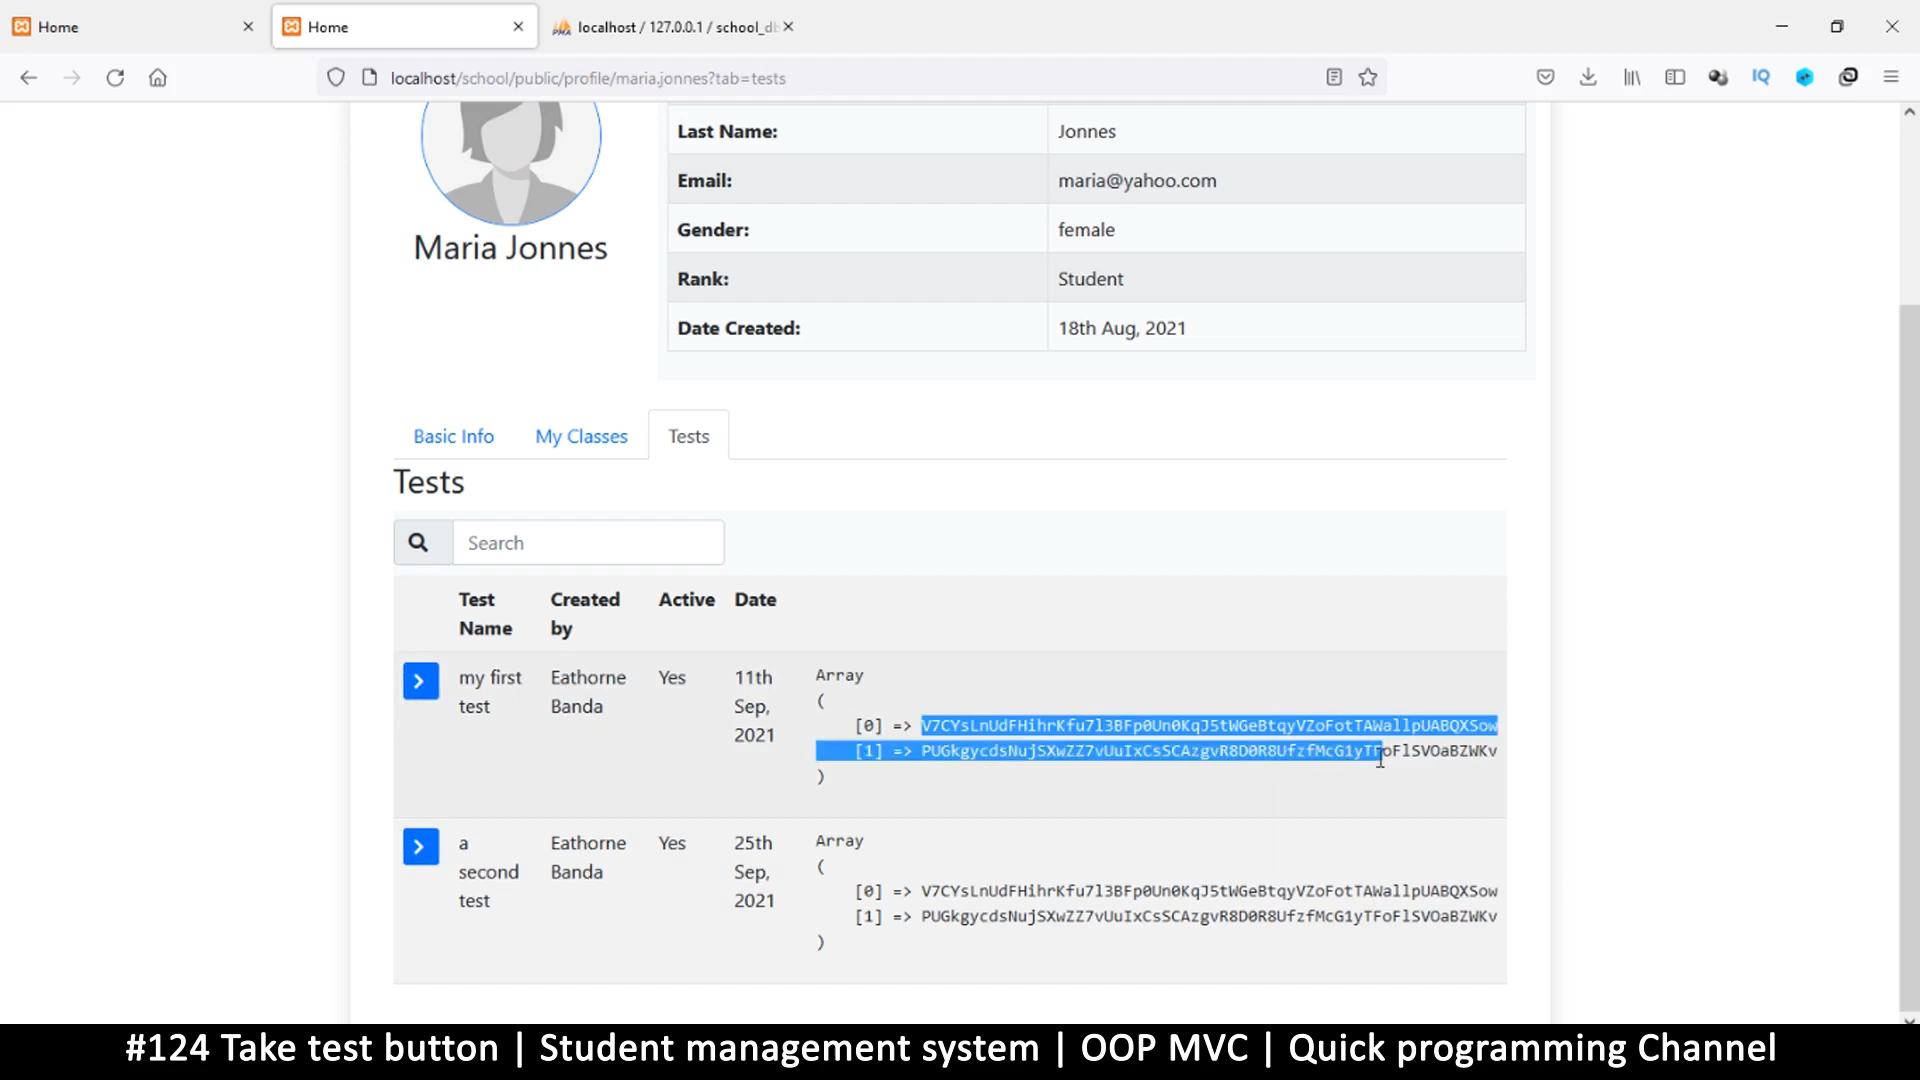 Home
Home
localhost / 127.0.0.1 / school_db
localhost/school/public/profile/maria.jonnes?tab=tests
IQ
Last Name: Jonnes
Email: maria@yahoo.com
Gender: female
Rank: Student
Date Created: 18th Aug, 2021
Maria Jonnes
Basic Info My Classes Tests
Tests
Search
Test Name Created by Active Date
my first test Eathorne Banda Yes 11th Sep, 2021
Array
(
[0] => V7CYsLnUdFHihrKfu7l3BFp0Un0KqJ5tWGeBtqyVZoFotTAWallpUABQXSow
[1] => PUGkgycdsNujSXwZZ7vUuIxCsSCAzgvR8D0R8UfzfMcG1yTFoFlSVOaBZWKv
)
a second test Eathorne Banda Yes 25th Sep, 2021
Array
(
[0] => V7CYsLnUdFHihrKfu7l3BFp0Un0KqJ5tWGeBtqyVZoFotTAWallpUABQXSow
[1] => PUGkgycdsNujSXwZZ7vUuIxCsSCAzgvR8D0R8UfzfMcG1yTFoFlSVOaBZWKv
)
#124 Take test button | Student management system | OOP MVC | Quick programming Channel